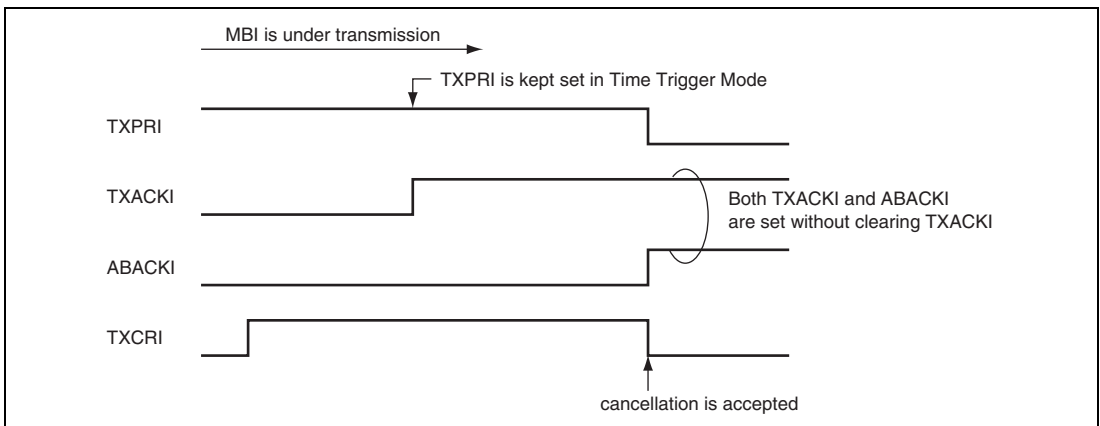 MBI is under transmission
TXPRI is kept set in Time Trigger Mode
TXPRI
TXACKI
Both TXACKI and ABACKI
are set without clearing TXACKI
ABACKI
TXCRI
cancellation is accepted